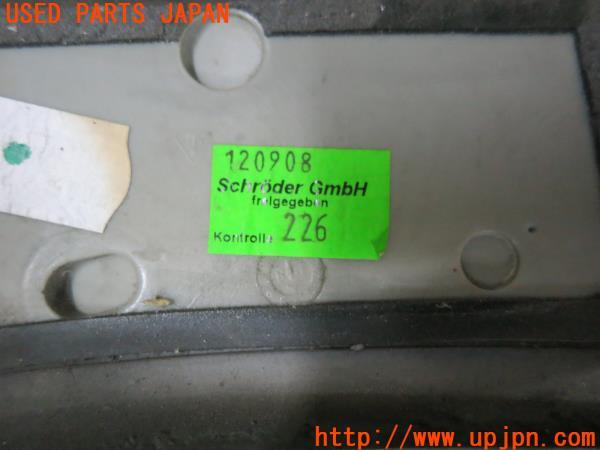 USED PARTS JAPAN
120908
Schröder GmbH
freigegeben
Kontrolle 226
http://www.upjpn.com/